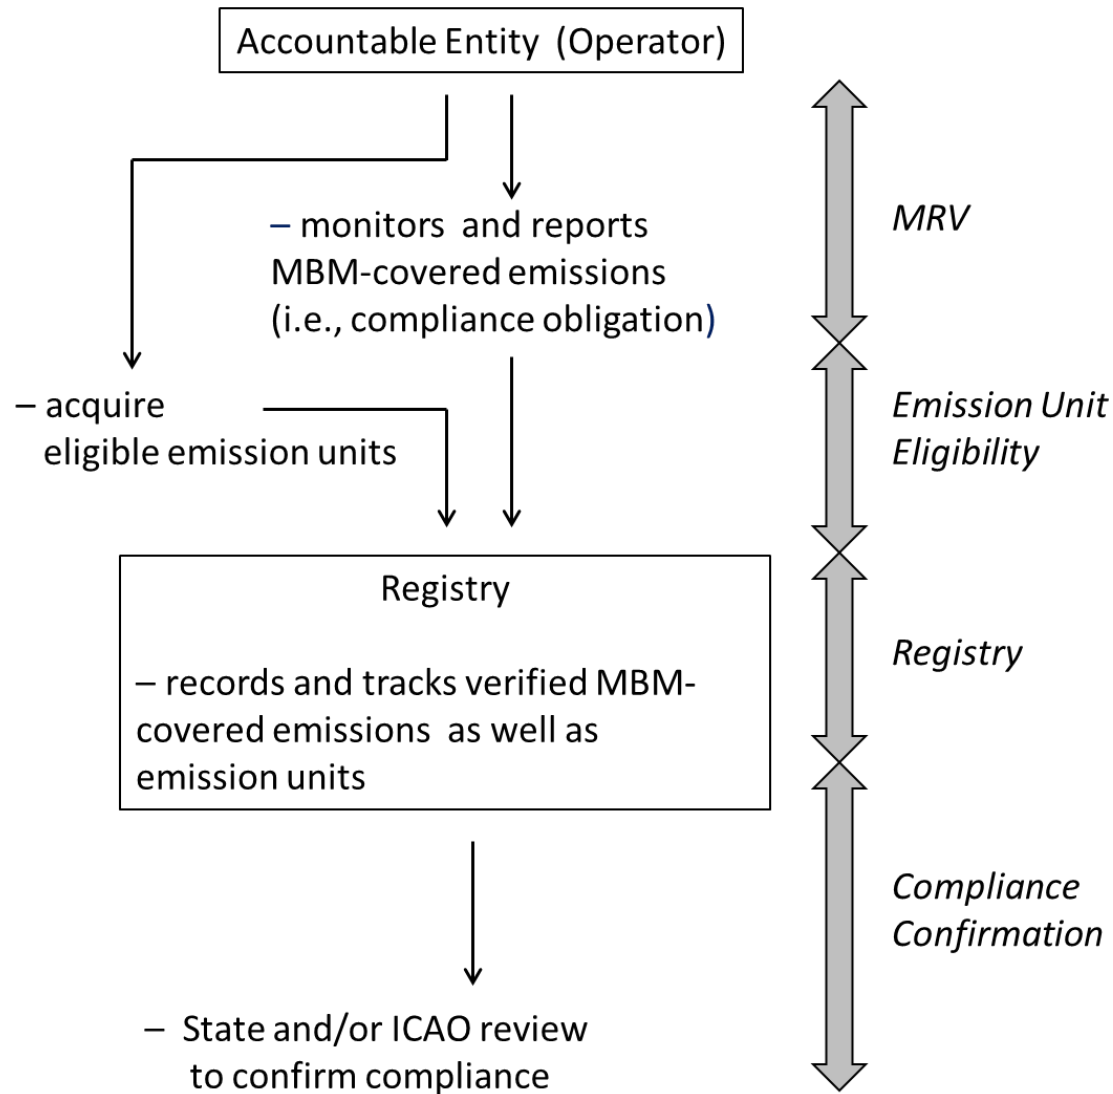 Accountable Entity (Operator)
MRV
– monitors and reports
MBM-covered emissions
(i.e., compliance obligation)
– acquire
eligible emission units
Emission Unit
Eligibility
Registry
– records and tracks verified MBM-
covered emissions as well as
emission units
Registry
Compliance
Confirmation
– State and/or ICAO review
to confirm compliance